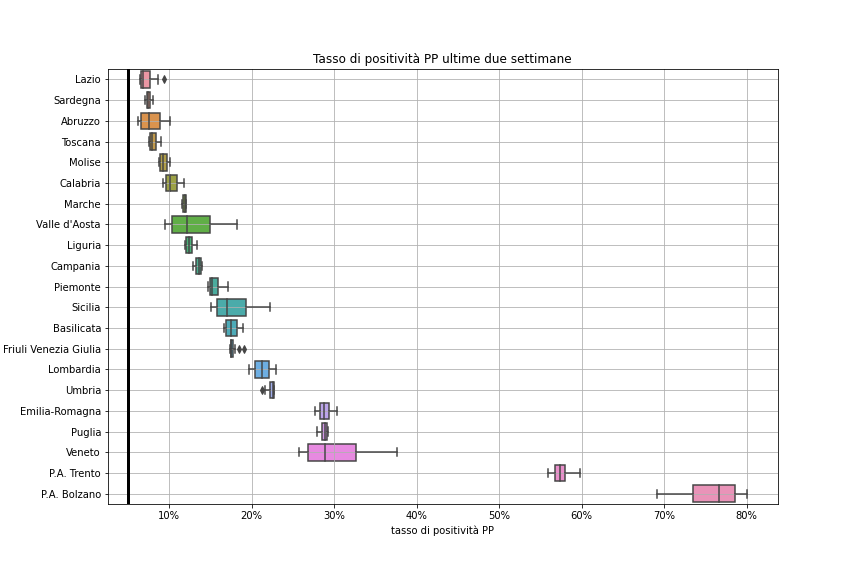 Tasso di positività PP ultime due settimane
Lazio
Sardegna
Abruzzo
Toscana
Molise
Calabria
Marche
Valle d'Aosta
Liguria
Campania
Piemonte
Sicilia
Basilicata
Friuli Venezia Giulia
Lombardia
Umbria
Emilia-Romagna
Puglia
Veneto
P.A. Trento
P.A. Bolzano
10% 20% 30% 40% 50% 60% 70% 80%
tasso di positività PP